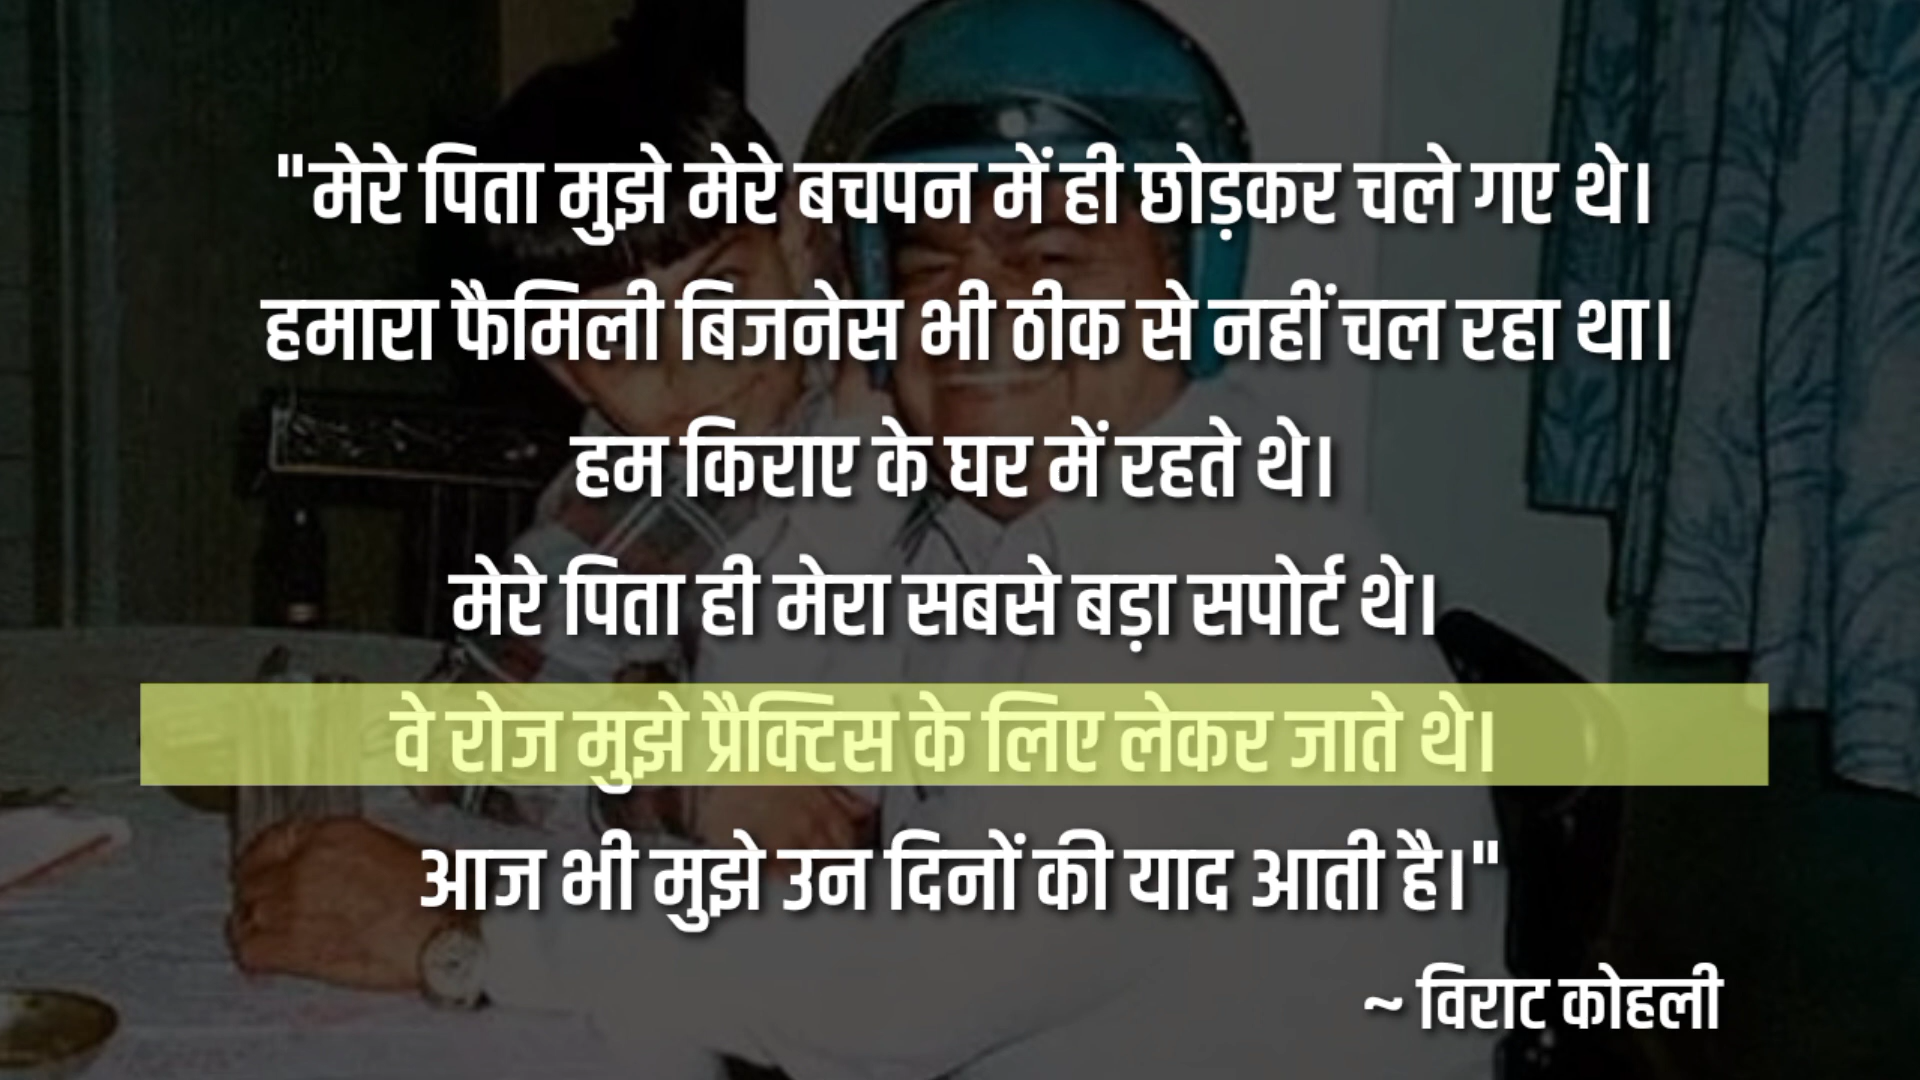 "मेरे पिता मुझे मेरे बचपन में ही छोड़कर चले गए थे।
हमारा फैमिली बिजनेस भी ठीक से नहीं चल रहा था।
हम किराए के घर में रहते थे।
मेरे पिता ही मेरा सबसे बड़ा सपोर्ट थे।
वे रोज मुझे प्रैक्टिस के लिए लेकर जाते थे।
आज भी मुझे उन दिनों की याद आती है।"
~ विराट कोहली